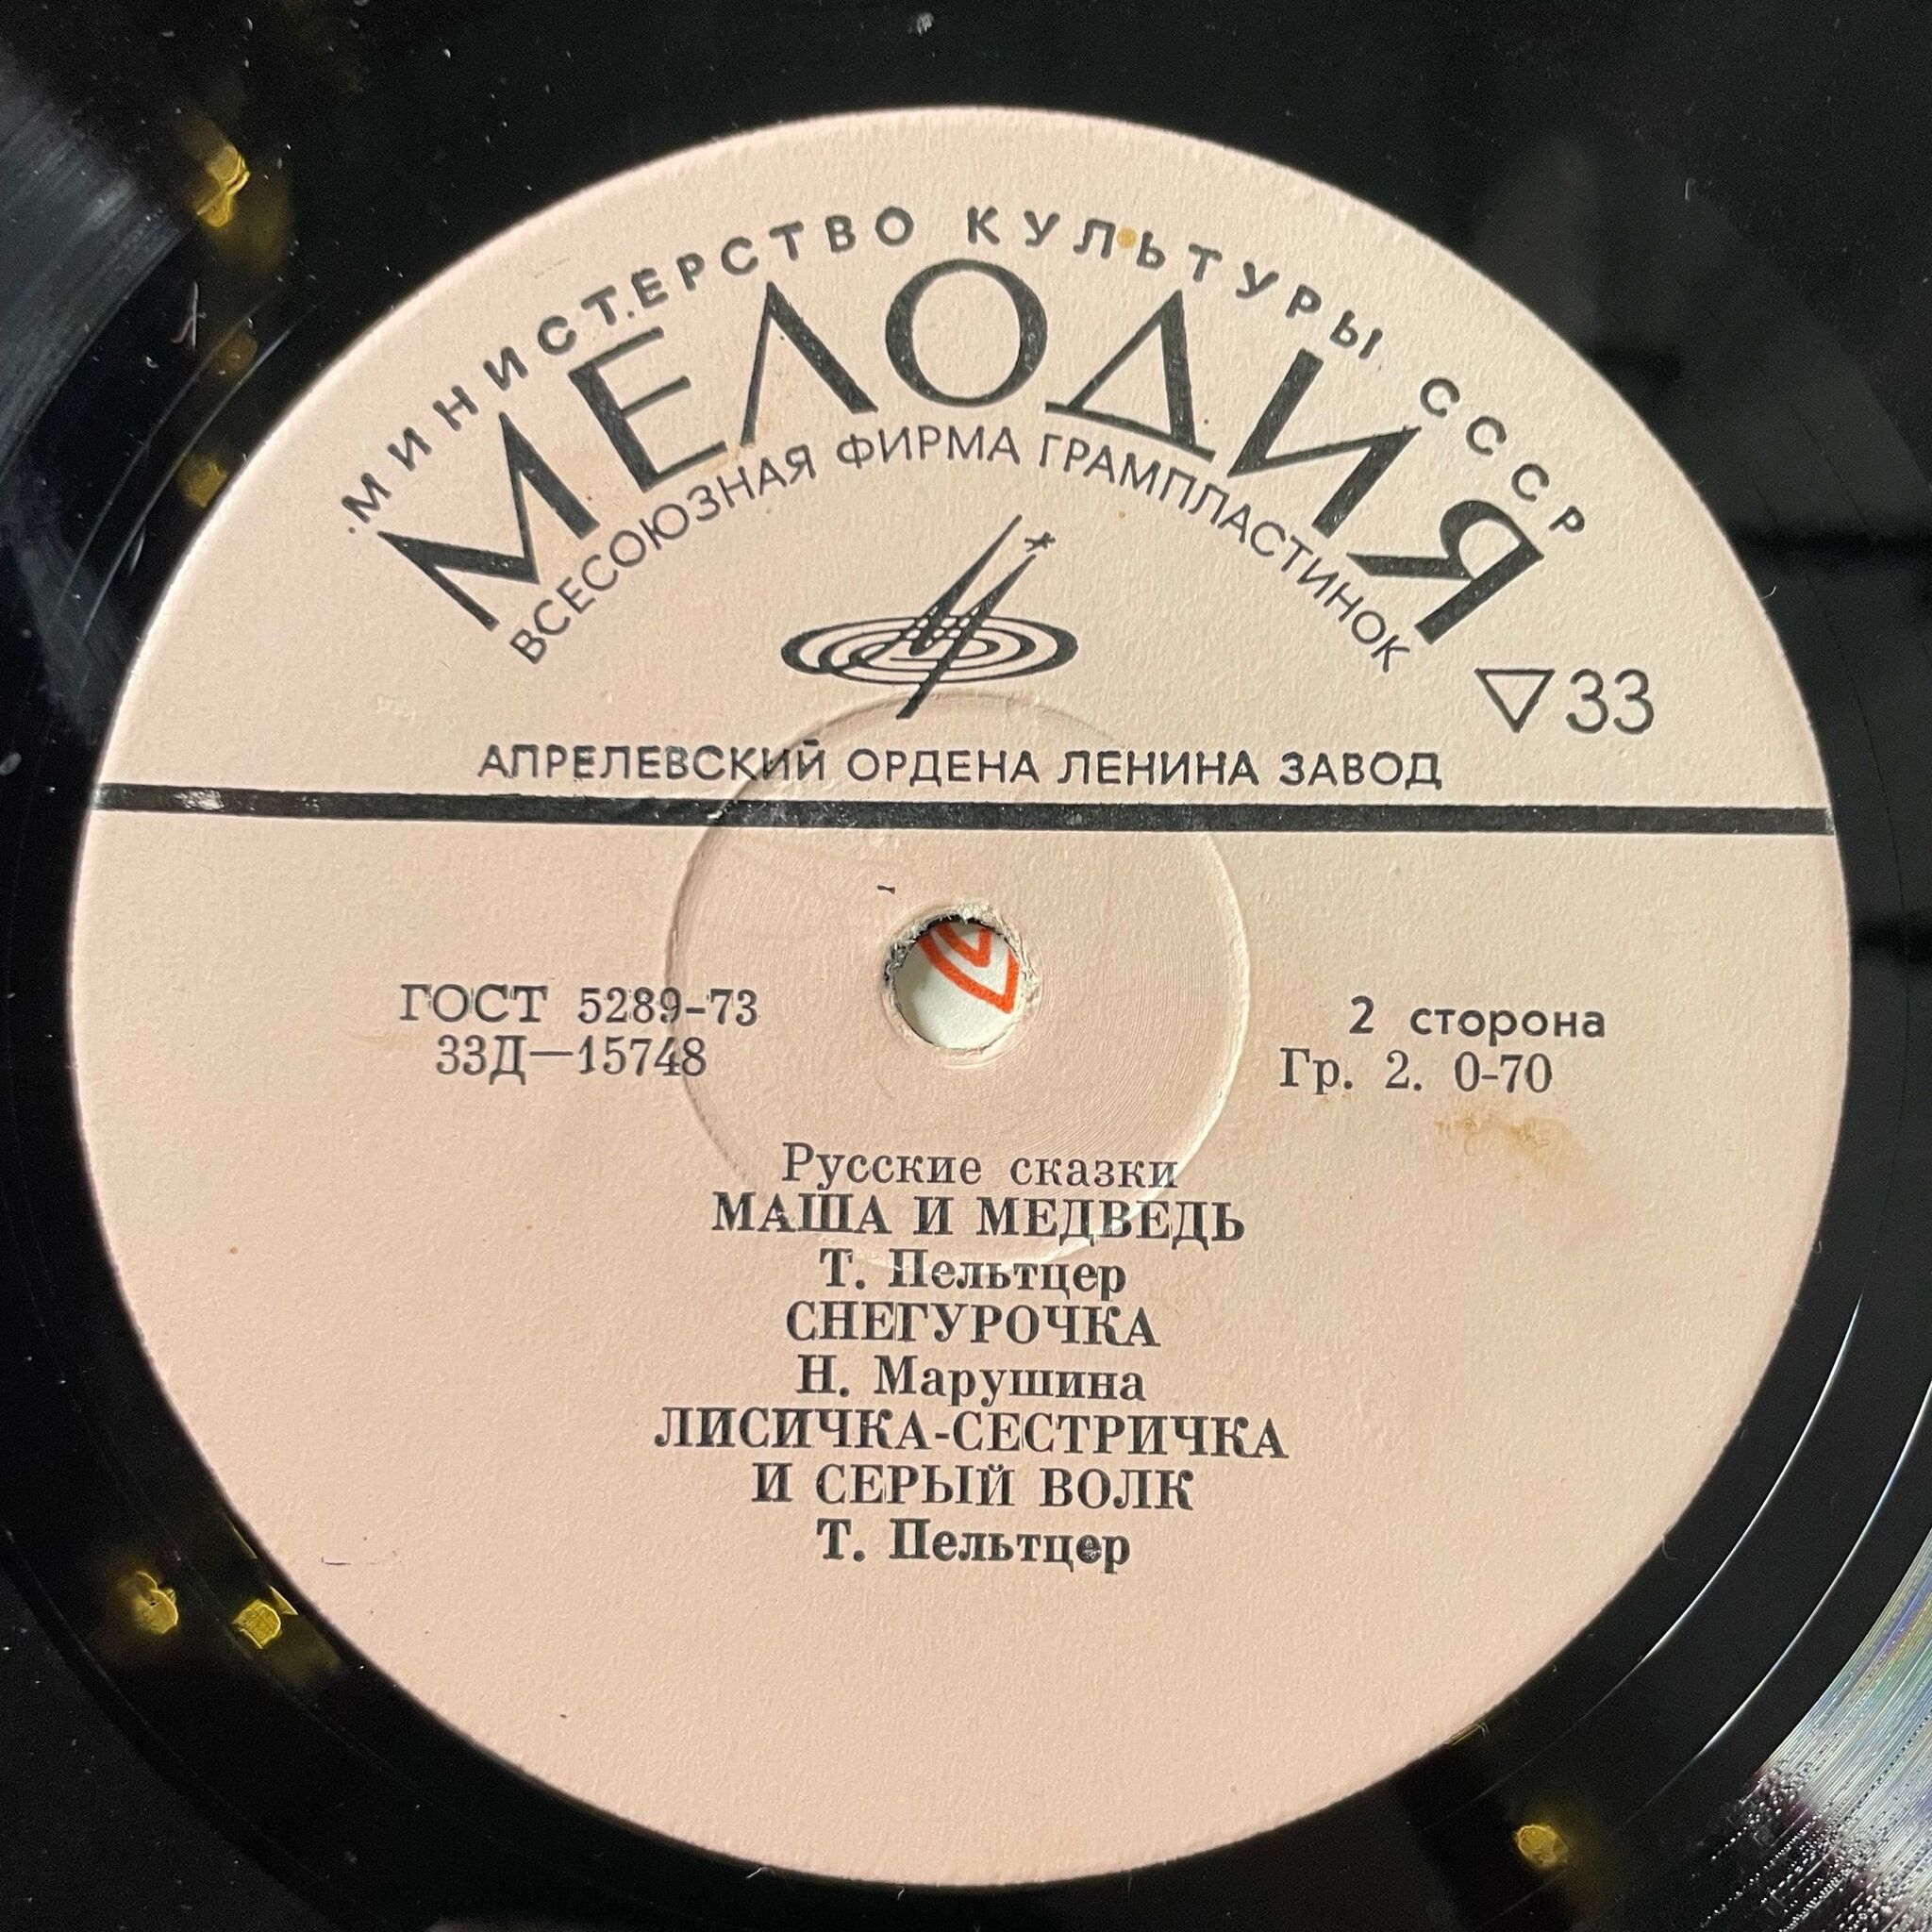 МИНИСТЕРСТВО КУЛЬТУРЫ СССР
МЕЛОДИЯ
ВСЕСОЮЗНАЯ ФИРМА ГРАМПЛАСТИНОК
33
АПРЕЛЕВСКИЙ ОРДЕНА ЛЕНИНА ЗАВОД
ГОСТ 5289-73
33Д—15748
2 сторона
Гр. 2. 0-70
Русские сказки
МАША И МЕДВЕДЬ
Т. Пельтцер
СНЕГУРОЧКА
Н. Марушина
ЛИСИЧКА-СЕСТРИЧКА
И СЕРЫЙ ВОЛК
Т. Пельтцер